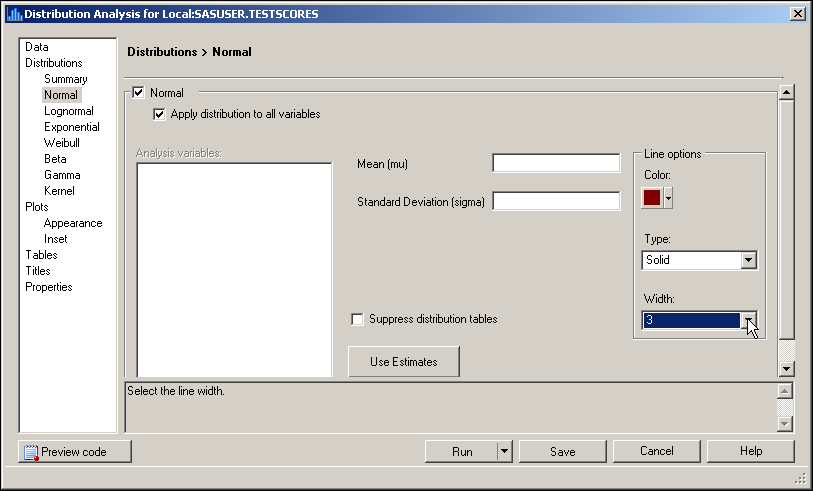 Distribution Analysis for Local:SASUSER.TESTSCORES
Data
Distributions
Summary
Normal
Lognormal
Exponential
Weibull
Beta
Gamma
Kernel
Plots
Appearance
Inset
Tables
Titles
Properties
Distributions > Normal
Normal
Apply distribution to all variables
Analysis variables:
Mean (mu)
Standard Deviation (sigma)
Suppress distribution tables
Use Estimates
Line options
Color:
Type:
Solid
Width:
3
Select the line width.
Preview code
Run
Save
Cancel
Help